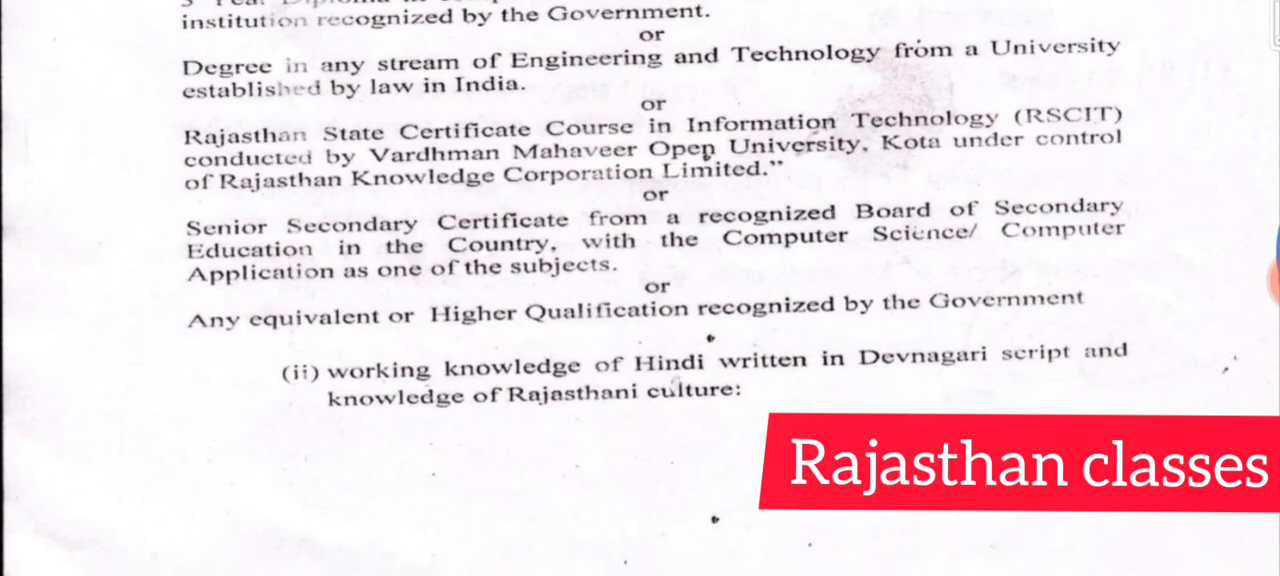 institution recognized by the Government.
or
Degree in any stream of Engineering and Technology from a University
established by law in India.
or
Rajasthan State Certificate Course in Information Technology (RSCIT)
conducted by Vardhman Mahaveer Open University, Kota under control
of Rajasthan Knowledge Corporation Limited."
or
Senior Secondary Certificate from a recognized Board of Secondary
Education in the Country, with the Computer Science/ Computer
Application as one of the subjects.
or
Any equivalent or Higher Qualification recognized by the Government
(ii) working knowledge of Hindi written in Devnagari script and
knowledge of Rajasthani culture:
Rajasthan classes